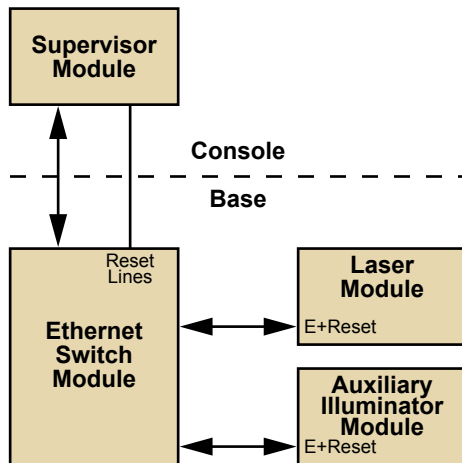 Supervisor
Module
Console
Base
Reset
Lines
Ethernet
Switch
Module
Laser
Module
E+Reset
Auxiliary
Illuminator
Module
E+Reset